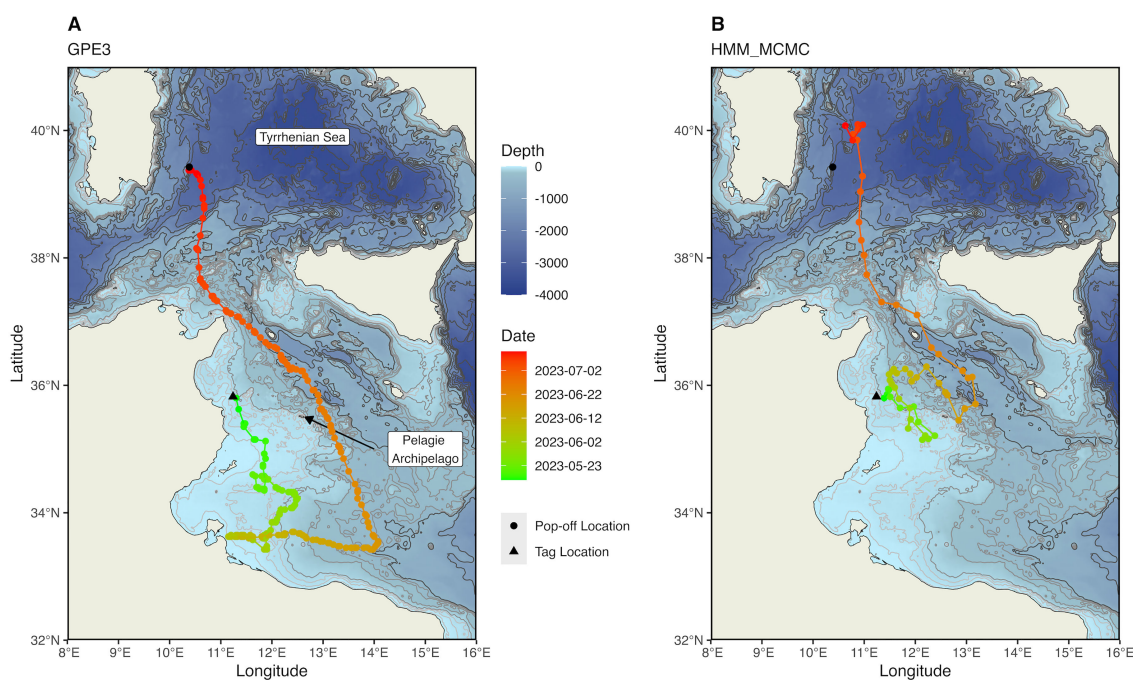 A
GPE3
Tyrrhenian Sea
Pelagie
Archipelago
40°N
38°N
36°N
34°N
32°N
Latitude
8°E 9°E 10°E 11°E 12°E 13°E 14°E 15°E 16°E
Longitude
Depth
0
-1000
-2000
-3000
-4000
Date
2023-07-02
2023-06-22
2023-06-12
2023-06-02
2023-05-23
Pop-off Location
Tag Location
B
HMM_MCMC
40°N
38°N
36°N
34°N
32°N
Latitude
8°E 9°E 10°E 11°E 12°E 13°E 14°E 15°E 16°E
Longitude